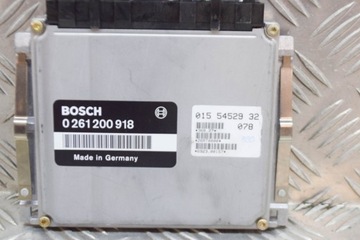 BOSCH
0 261 200 918
Made in Germany
015 54529 32
078